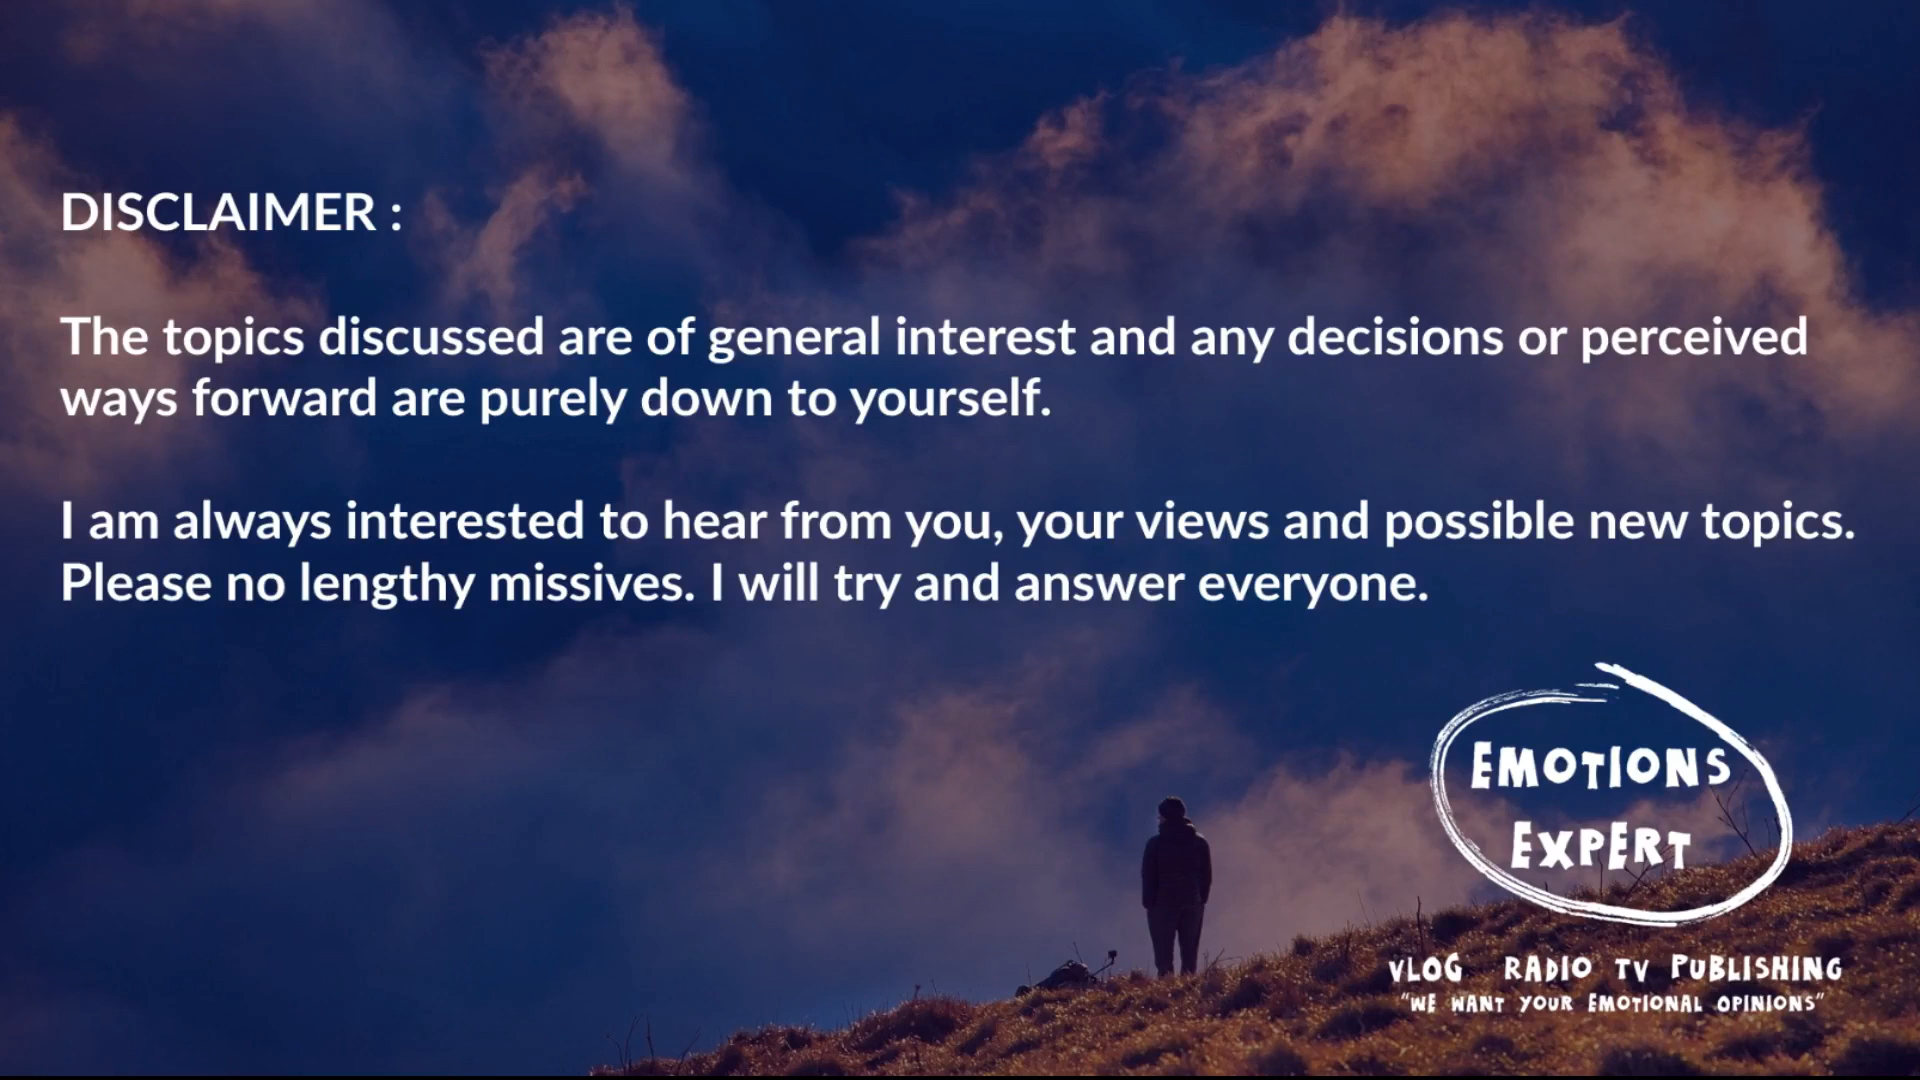 DISCLAIMER :
The topics discussed are of general interest and any decisions or perceived
ways forward are purely down to yourself.
I am always interested to hear from you, your views and possible new topics.
Please no lengthy missives. I will try and answer everyone.
EMOTIONS
EXPERT
VLOG RADIO TV PUBLISHING
"WE WANT YOUR EMOTIONAL OPINIONS"